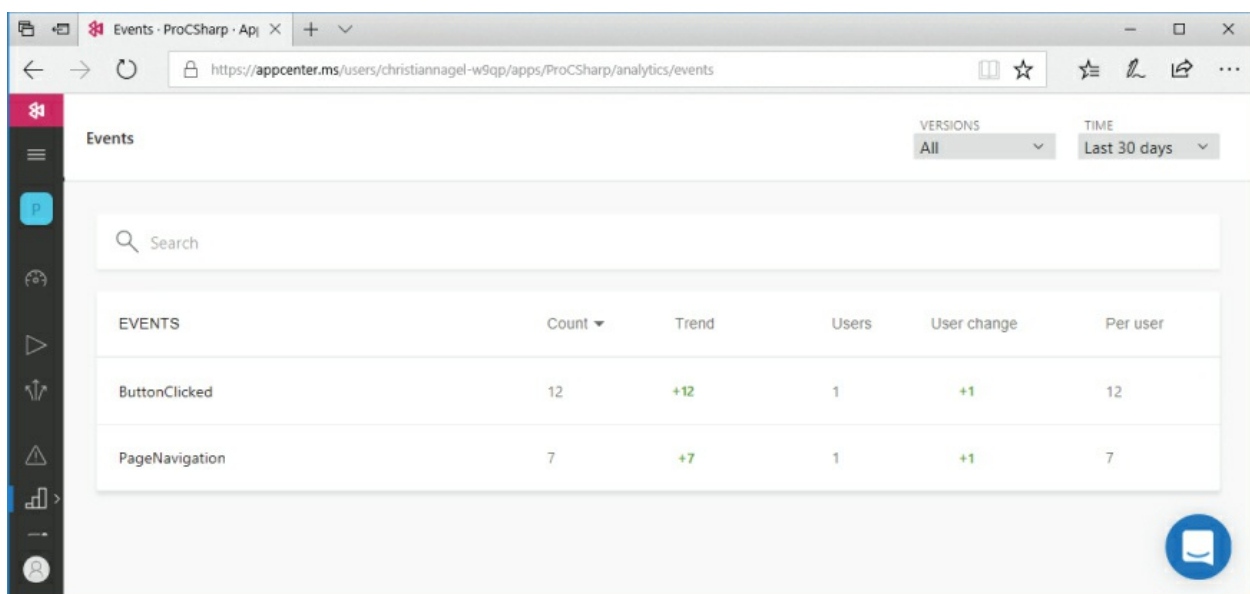 Events · ProCSharp · Ap
https://appcenter.ms/users/christiannagel-w9qp/apps/ProCSharp/analytics/events
Events
VERSIONS
All
TIME
Last 30 days
P
Search
EVENTS Count Trend Users User change Per user
ButtonClicked 12 +12 1 +1 12
PageNavigation 7 +7 1 +1 7